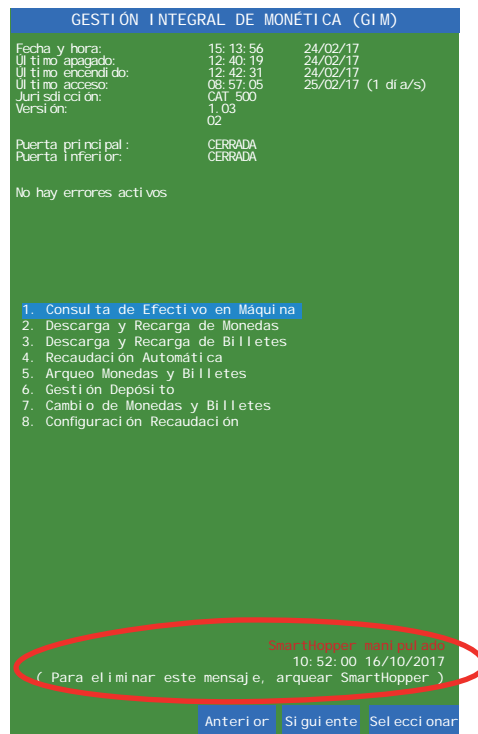 GESTIÓN INTEGRAL DE MONÉTICA (GIM)
Fecha y hora: 15:13:56 24/02/17
Último apagado: 12:40:19 24/02/17
Último encendido: 12:42:31 24/02/17
Último acceso: 08:57:05 25/02/17 (1 día/s)
Jurisdicción: CAT 500
Versión: 1.03
02
Puerta principal: CERRADA
Puerta inferior: CERRADA
No hay errores activos
1. Consulta de Efectivo en Máquina
2. Descarga y Recarga de Monedas
3. Descarga y Recarga de Billetes
4. Recaudación Automática
5. Arqueo Monedas y Billetes
6. Gestión Depósito
7. Cambio de Monedas y Billetes
8. Configuración Recaudación
SmartHopper manipulado
10:52:00 16/10/2017
( Para eliminar este mensaje, arquear SmartHopper )
Anterior Siguiente Seleccionar